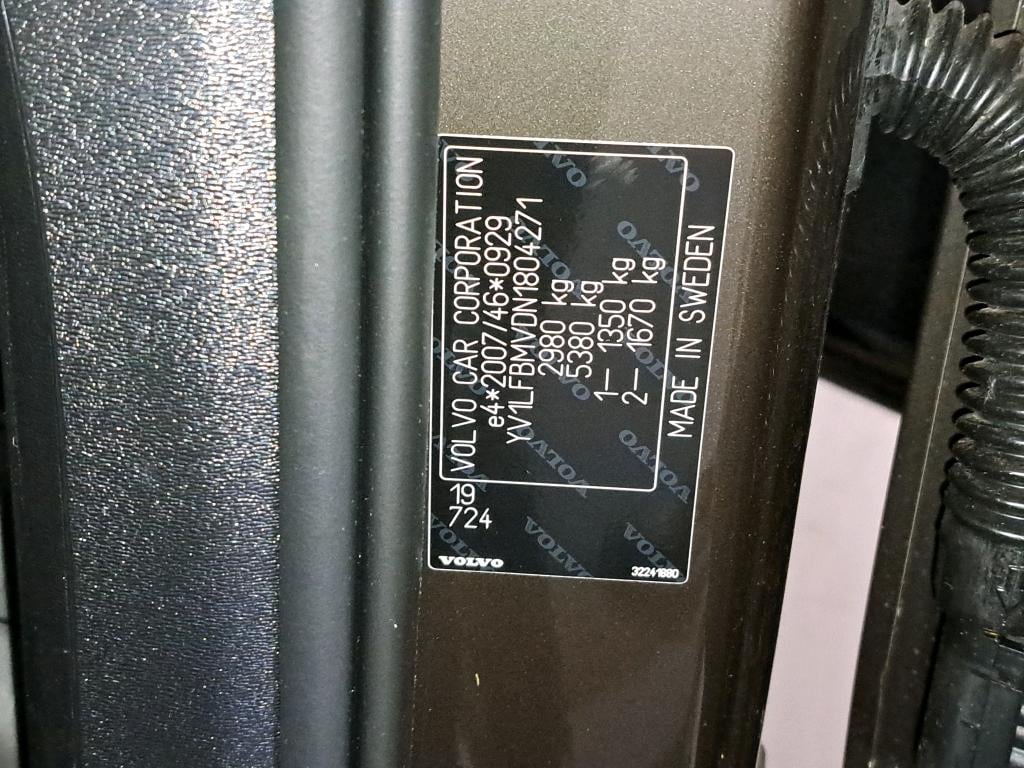 VOLVO CAR CORPORATION
e4*2007/46*0929
YV1LFBMVDN1804271
2980 kg
5380 kg
1– 1350 kg
2– 1670 kg
MADE IN SWEDEN
19
724
VOLVO
32241880